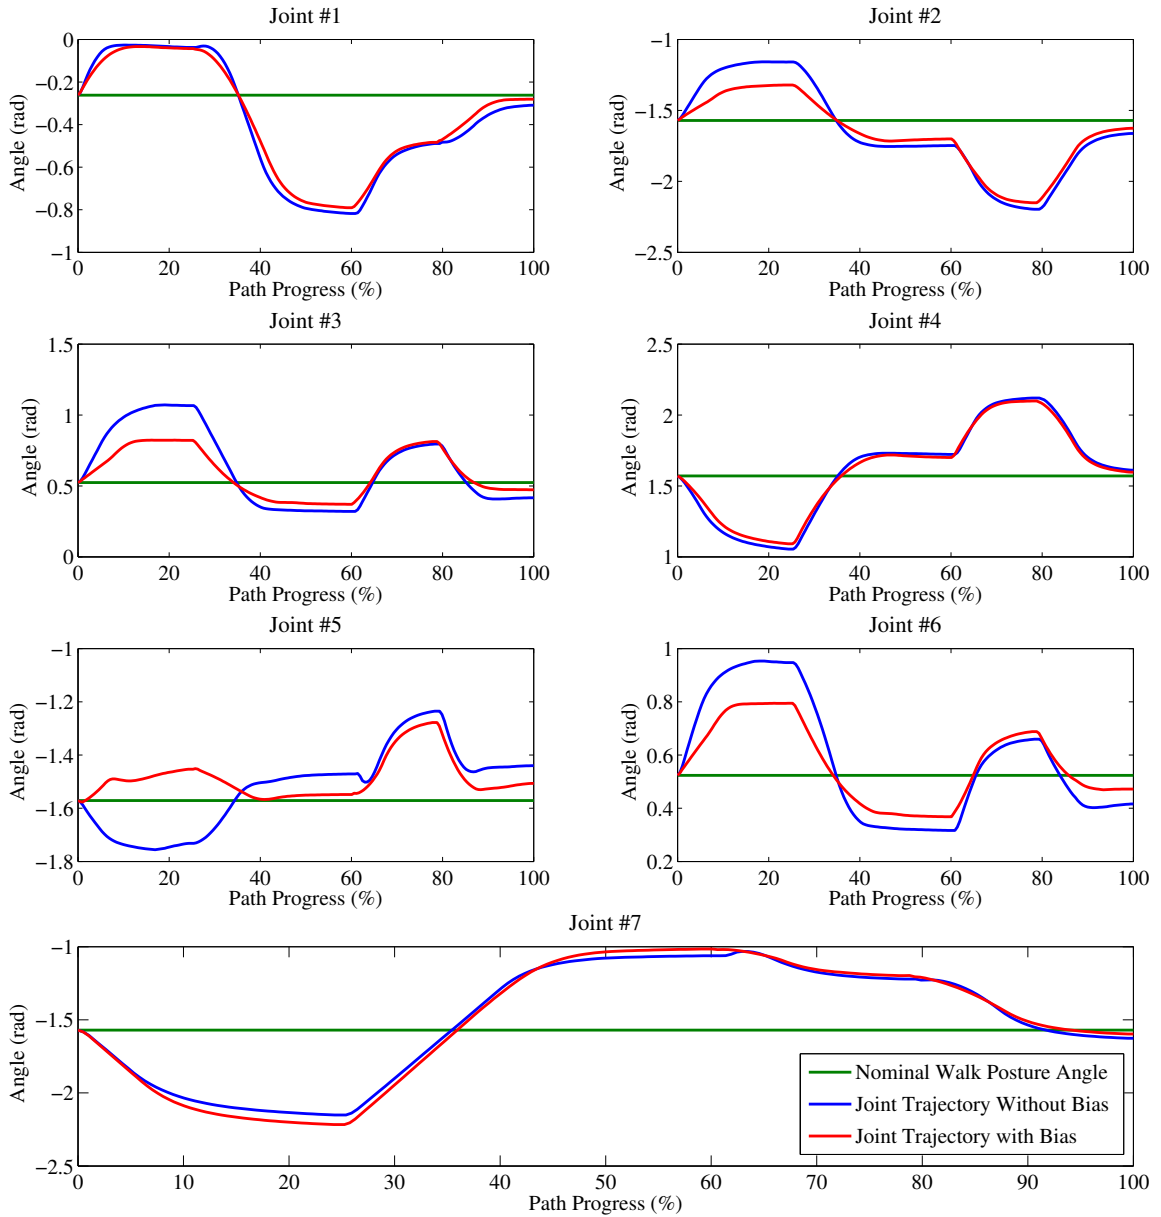 Joint #1
Joint #2
0
−0.2
−0.4
−0.6
−0.8
−1
Angle (rad)
0 20 40 60 80 100
Path Progress (%)
−1
−1.5
−2
−2.5
Angle (rad)
0 20 40 60 80 100
Path Progress (%)
Joint #3
Joint #4
1.5
1
0.5
0
Angle (rad)
0 20 40 60 80 100
Path Progress (%)
2.5
2
1.5
1
Angle (rad)
0 20 40 60 80 100
Path Progress (%)
Joint #5
Joint #6
−1
−1.2
−1.4
−1.6
−1.8
Angle (rad)
0 20 40 60 80 100
Path Progress (%)
1
0.8
0.6
0.4
0.2
Angle (rad)
0 20 40 60 80 100
Path Progress (%)
Joint #7
−1
−1.5
−2
−2.5
Angle (rad)
Nominal Walk Posture Angle
Joint Trajectory Without Bias
Joint Trajectory with Bias
0 10 20 30 40 50 60 70 80 90 100
Path Progress (%)